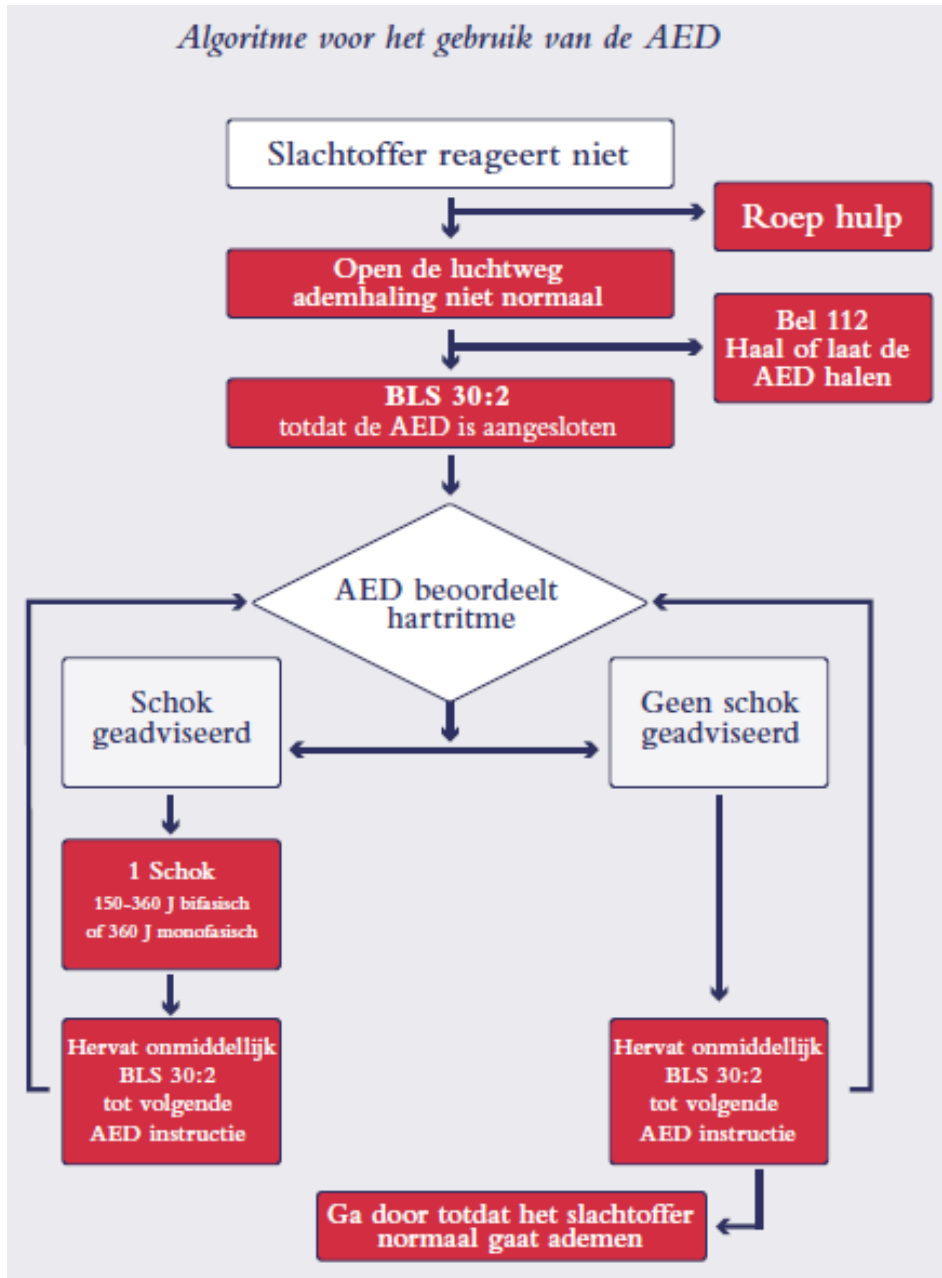 Algoritme voor het gebruik van de AED
Slachtoffer reageert niet
Roep hulp
Open de luchtweg
ademhaling niet normaal
Bel 112
Haal of laat de
AED halen
BLS 30:2
totdat de AED is aangesloten
AED beoordeelt
hartritme
Schok
geadviseerd
Geen schok
geadviseerd
1 Schok
150-360 J bifasisch
of 360 J monofasisch
Hervat onmiddellijk
BLS 30:2
tot volgende
AED instructie
Hervat onmiddellijk
BLS 30:2
tot volgende
AED instructie
Ga door totdat het slachtoffer
normaal gaat ademen